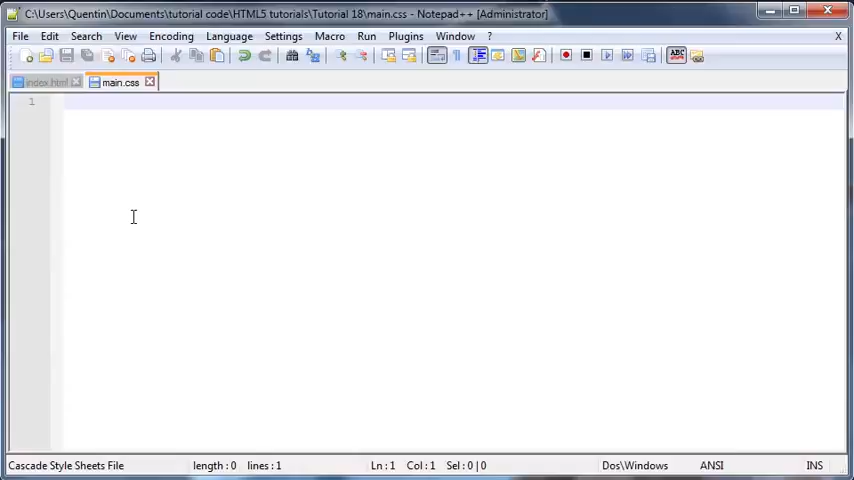 C:\Users\Quentin\Documents\tutorial code\HTML5 tutorials\Tutorial 18\main.css - Notepad++ [Administrator]
File Edit Search View Encoding Language Settings Macro Run Plugins Window ? X
ABC
index.html main.css
1
Cascade Style Sheets File length : 0 lines : 1 Ln : 1 Col : 1 Sel : 0 | 0 Dos\Windows ANSI INS